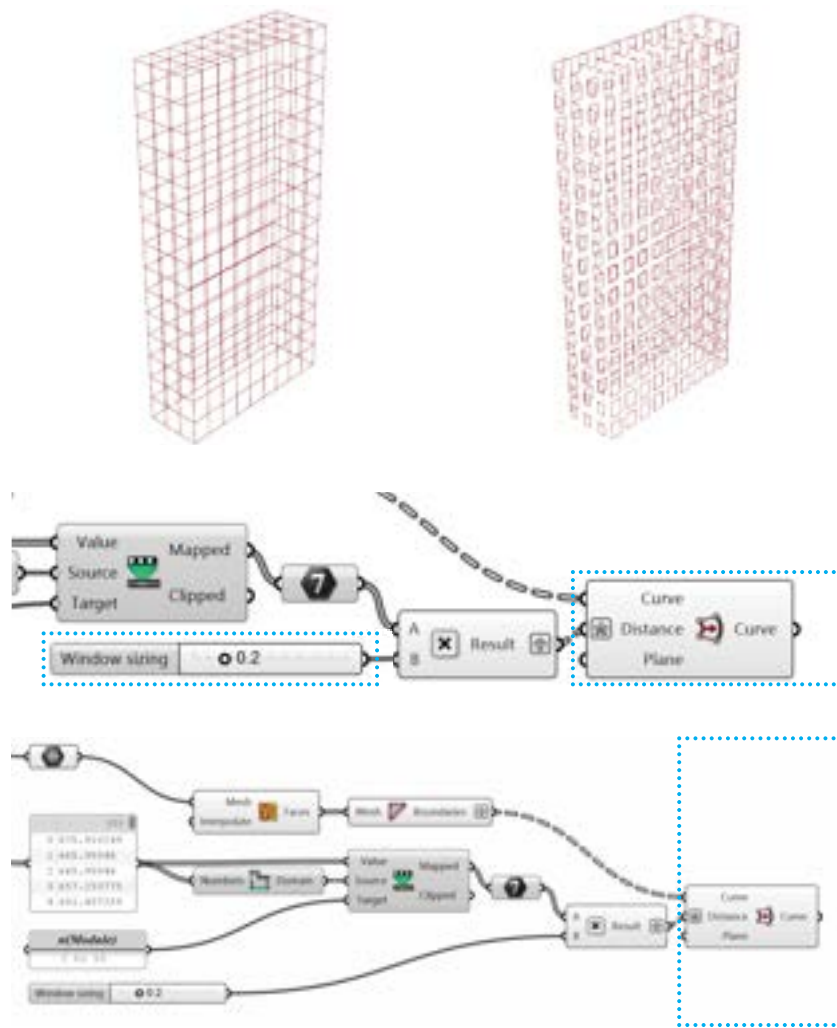 Value
Mapped
Source
Target
Clipped
7
A
Result
B
Window sizing
0.2
Curve
Distance
Curve
Plane
Mesh
Faces
Interpolate
Mesh
Boundaries
Value
Mapped
Numbers
Domain
Source
Target
Clipped
7
A
Result
B
Curve
Distance
Curve
Plane
Window sizing
0.2